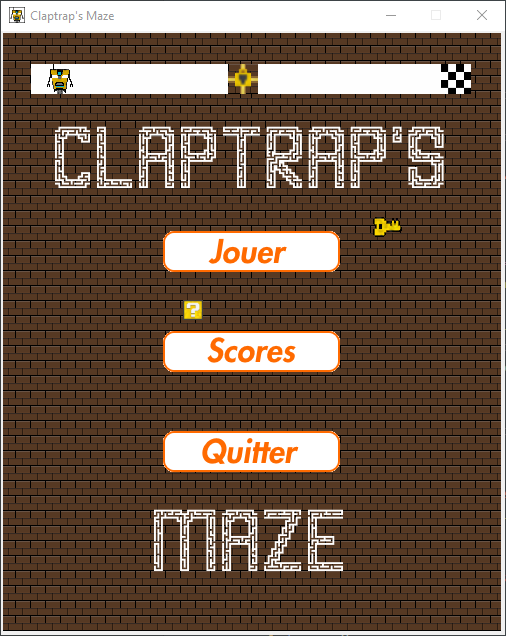 Claptrap's Maze
CLAPTRAP'S
Jouer
?
Scores
Quitter
MAZE